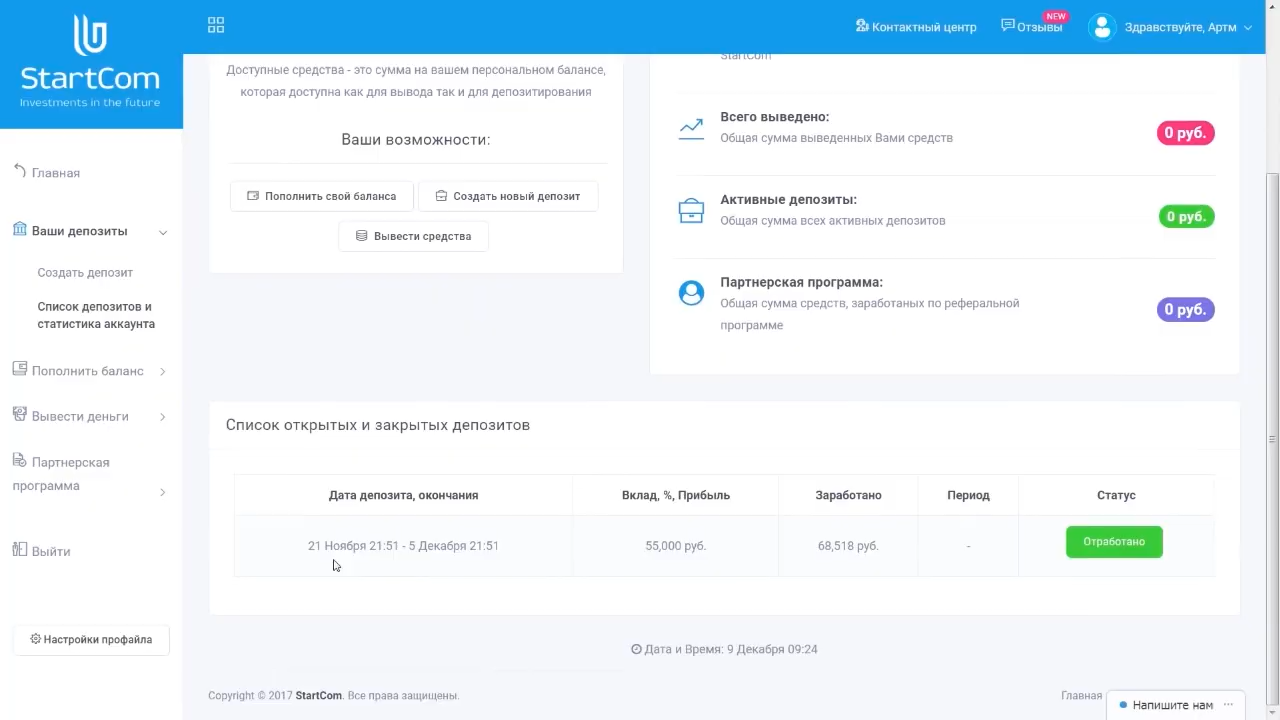 StartCom
Investments in the future
Контактный центр
Отзывы
NEW
Здравствуйте, Артм
Главная
Ваши депозиты
Создать депозит
Список депозитов и
статистика аккаунта
Пополнить баланс
Вывести деньги
Партнерская
программа
Выйти
Настройки профайла
Доступные средства - это сумма на вашем персональном балансе,
которая доступна как для вывода так и для депозитирования
Ваши возможности:
Пополнить свой баланса
Создать новый депозит
Вывести средства
StartCom
Всего выведено:
Общая сумма выведенных Вами средств
0 руб.
Активные депозиты:
Общая сумма всех активных депозитов
0 руб.
Партнерская программа:
Общая сумма средств, заработаных по реферальной
программе
0 руб.
Список открытых и закрытых депозитов
Дата депозита, окончания Вклад, %, Прибыль Заработано Период Статус
21 Ноября 21:51 - 5 Декабря 21:51 55,000 руб. 68,518 руб. - Отработано
Дата и Время: 9 Декабря 09:24
Copyright © 2017 StartCom. Все права защищены.
Главная
Напишите нам ...